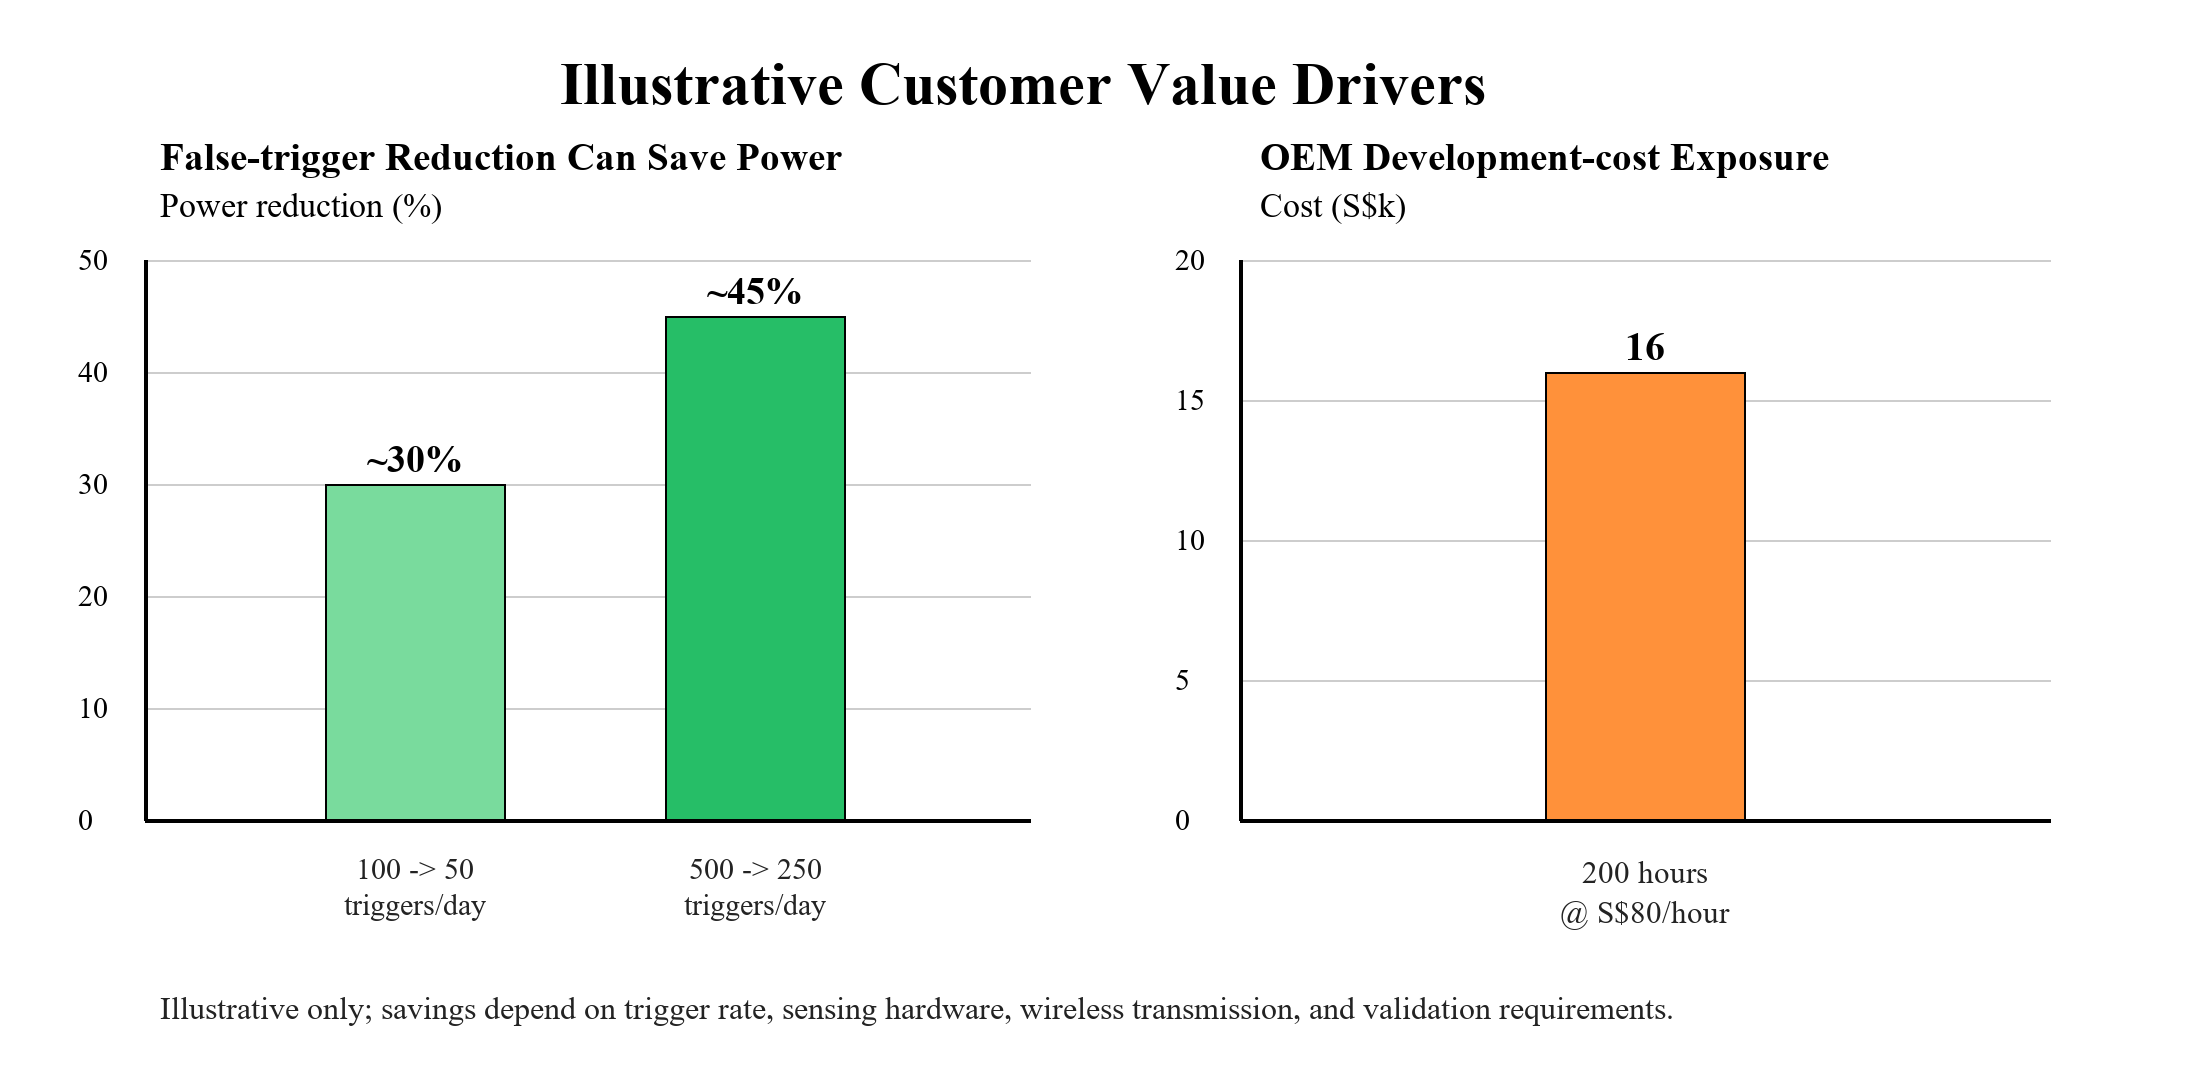 Illustrative Customer Value Drivers
False-trigger Reduction Can Save Power
Power reduction (%)
50
40
30
20
10
0
~30%
~45%
100 -> 50
triggers/day
500 -> 250
triggers/day
OEM Development-cost Exposure
Cost (S$k)
20
15
10
5
0
16
200 hours
@ S$80/hour
Illustrative only; savings depend on trigger rate, sensing hardware, wireless transmission, and validation requirements.